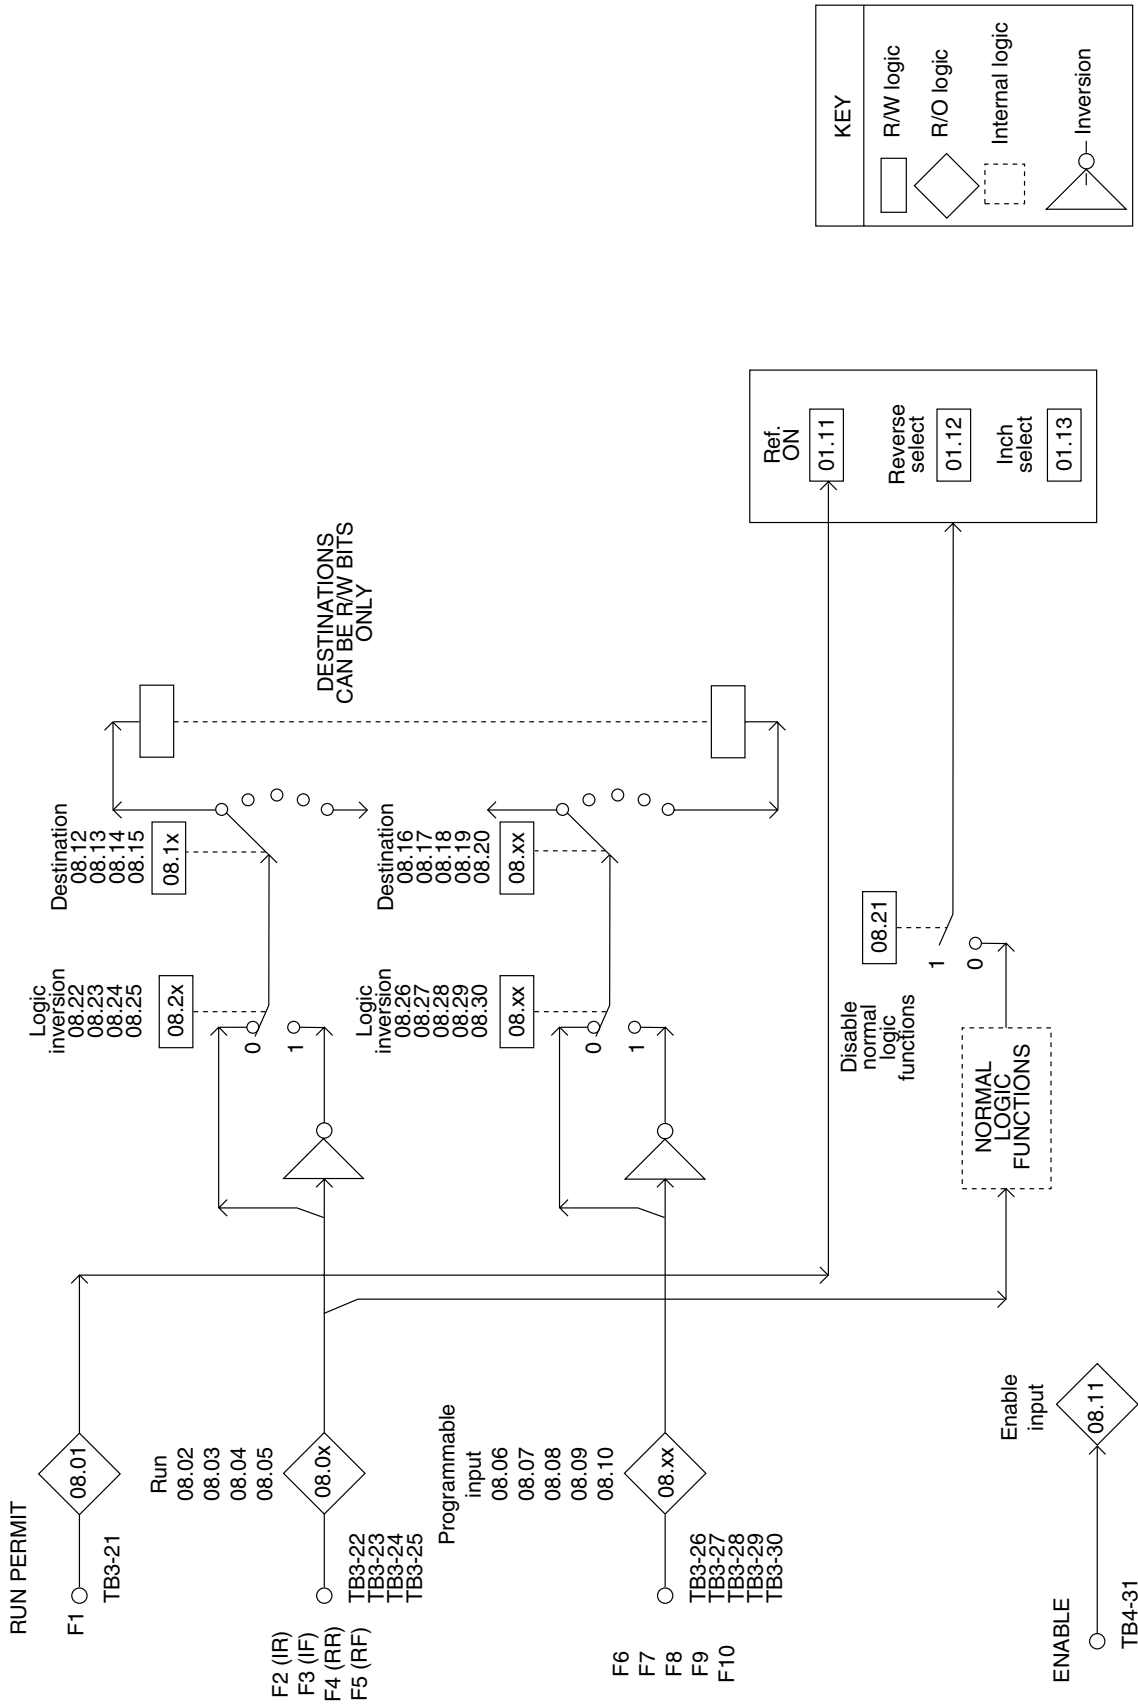 RUN PERMIT
F1
TB3-21
08.01
F2 (IR)
F3 (IF)
F4 (RR)
F5 (RF)
TB3-22
TB3-23
TB3-24
TB3-25
Run
08.02
08.03
08.04
08.05
08.0x
Logic
inversion
08.22
08.23
08.24
08.25
08.2x
0
1
Destination
08.12
08.13
08.14
08.15
08.1x
F6
F7
F8
F9
F10
TB3-26
TB3-27
TB3-28
TB3-29
TB3-30
Programmable
input
08.06
08.07
08.08
08.09
08.10
08.xx
Logic
inversion
08.26
08.27
08.28
08.29
08.30
08.xx
0
1
Destination
08.16
08.17
08.18
08.19
08.20
08.xx
DESTINATIONS
CAN BE R/W BITS
ONLY
NORMAL
LOGIC
FUNCTIONS
Disable
normal
logic
functions
08.21
1
0
Ref.
ON
01.11
Reverse
select
01.12
Inch
select
01.13
ENABLE
TB4-31
Enable
input
08.11
KEY
R/W logic
R/O logic
Internal logic
Inversion